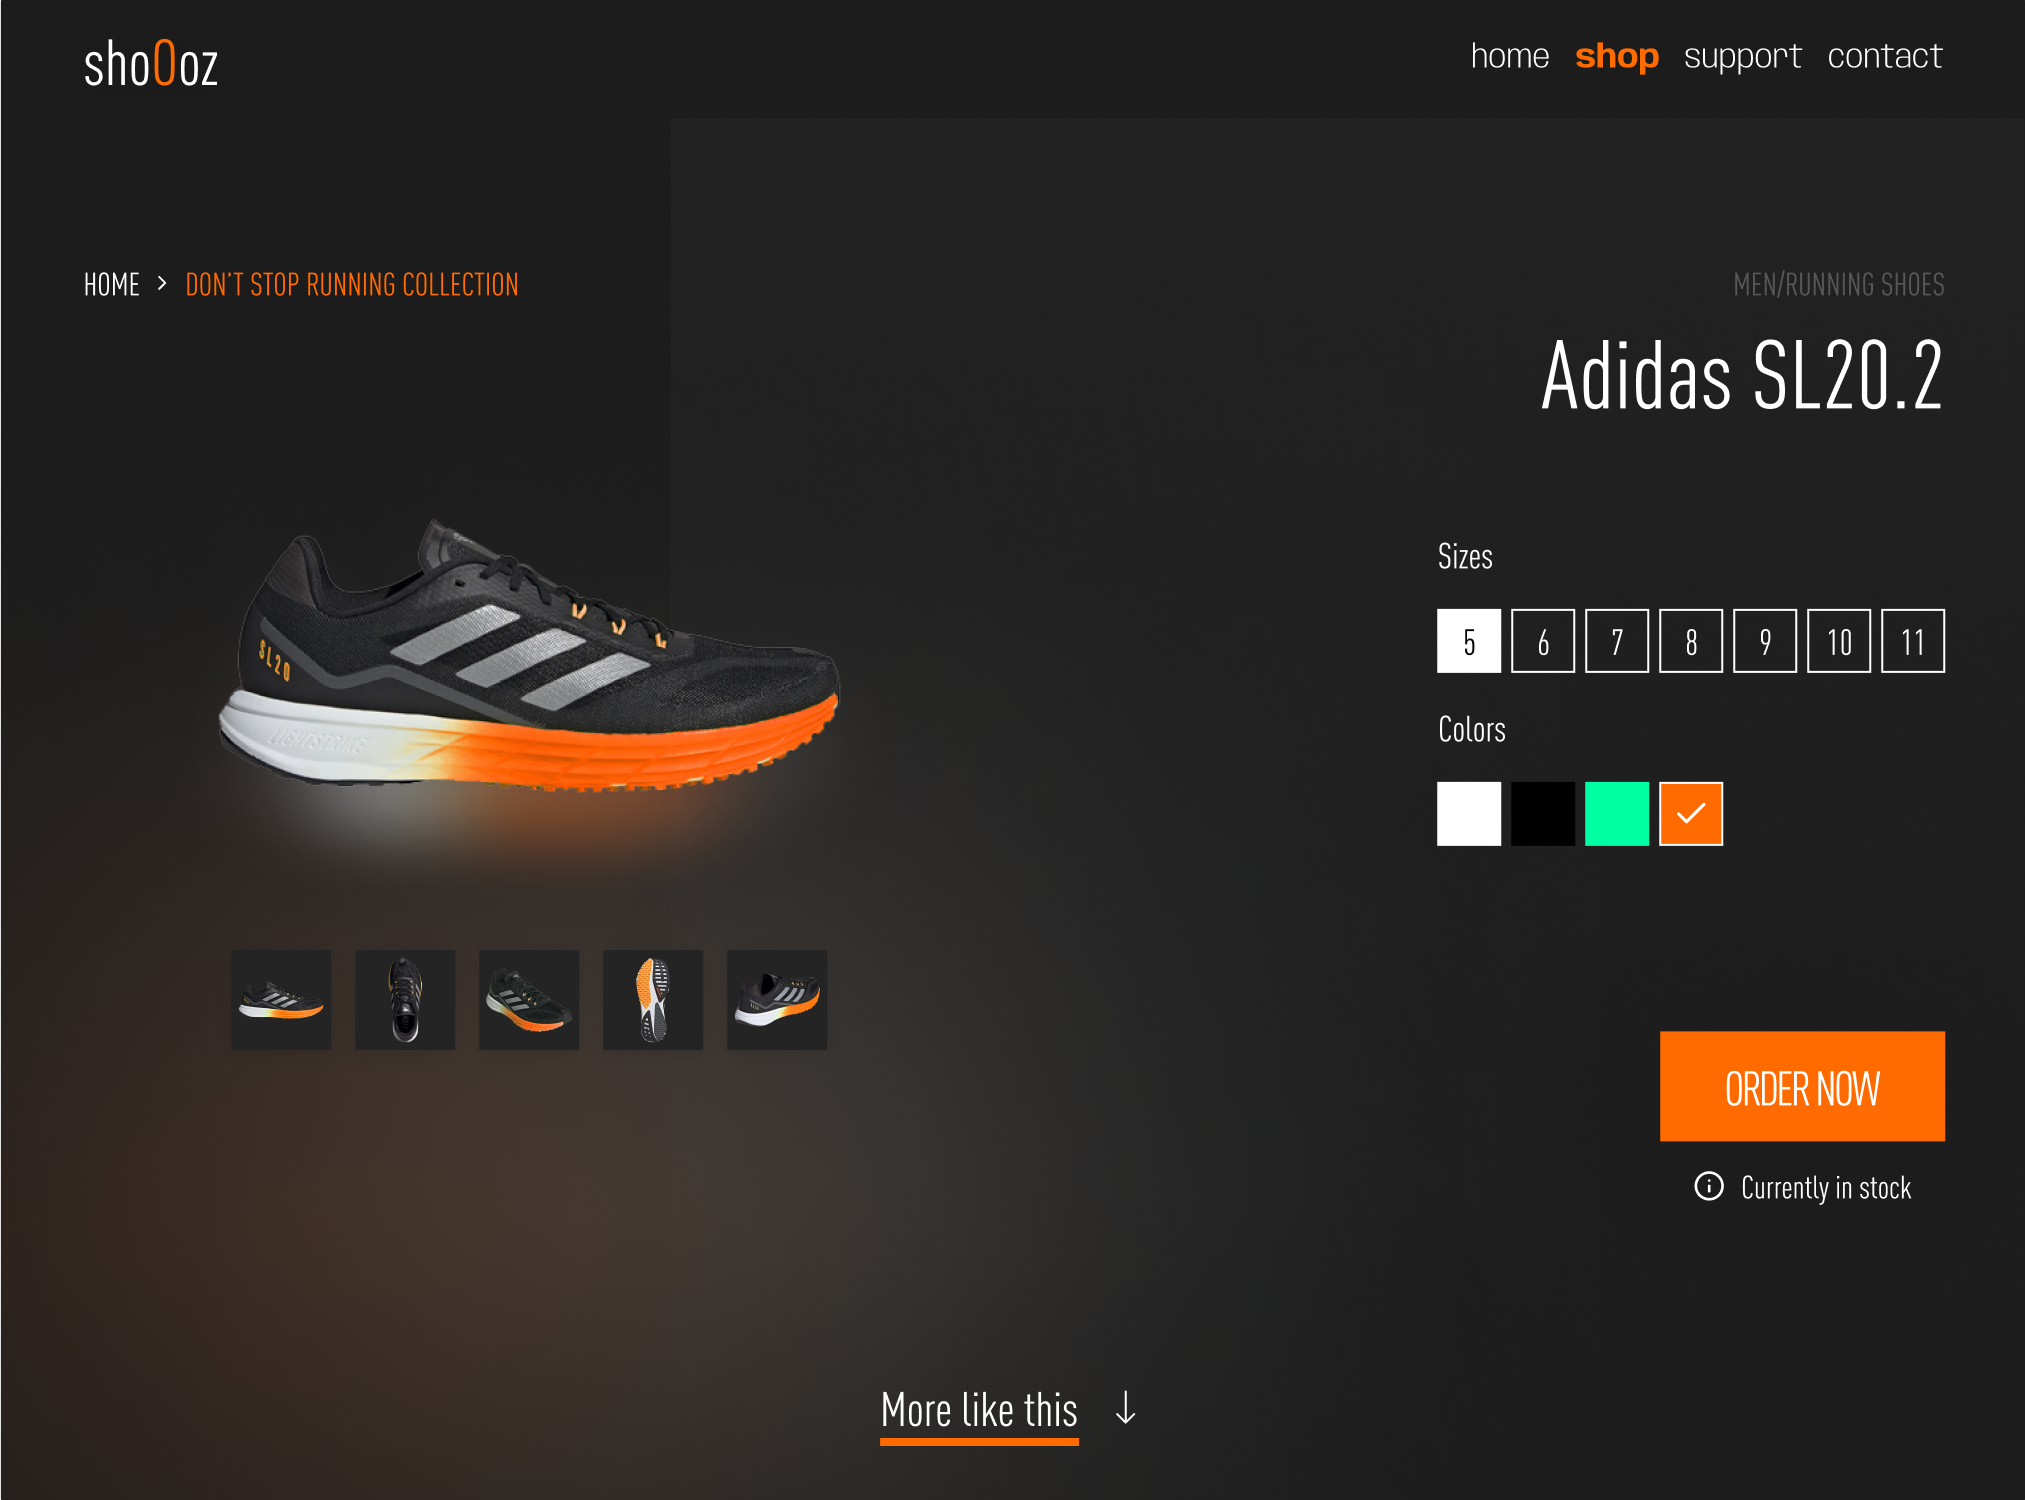 shoOoz
home shop support contact
HOME > DON'T STOP RUNNING COLLECTION
MEN/RUNNING SHOES
Adidas SL20.2
SL20
LIGHTSTRIKE
Sizes
5 6 7 8 9 10 11
Colors
ORDER NOW
Currently in stock
More like this